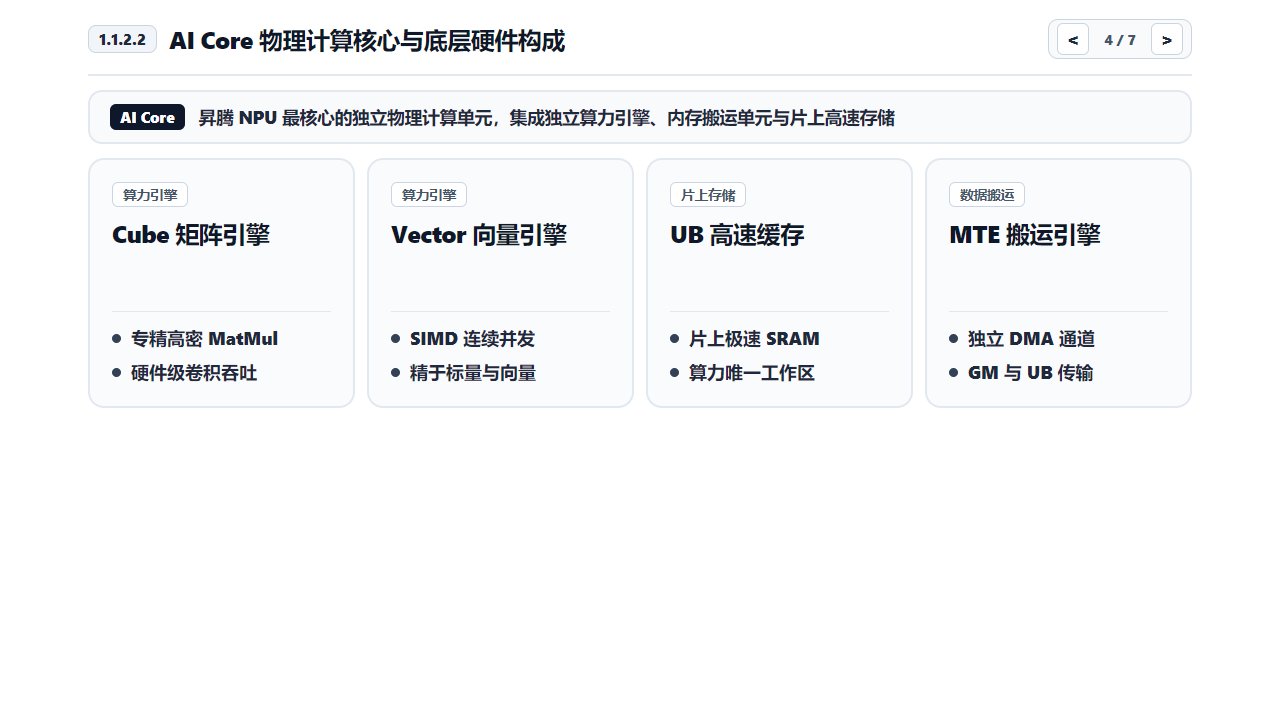 1.1.2.2 AI Core 物理计算核心与底层硬件构成
< 4 / 7 >
AI Core 昇腾 NPU 最核心的独立物理计算单元，集成独立算力引擎、内存搬运单元与片上高速存储
算力引擎
Cube 矩阵引擎
专精高密 MatMul
硬件级卷积吞吐
算力引擎
Vector 向量引擎
SIMD 连续并发
精于标量与向量
片上存储
UB 高速缓存
片上极速 SRAM
算力唯一工作区
数据搬运
MTE 搬运引擎
独立 DMA 通道
GM 与 UB 传输